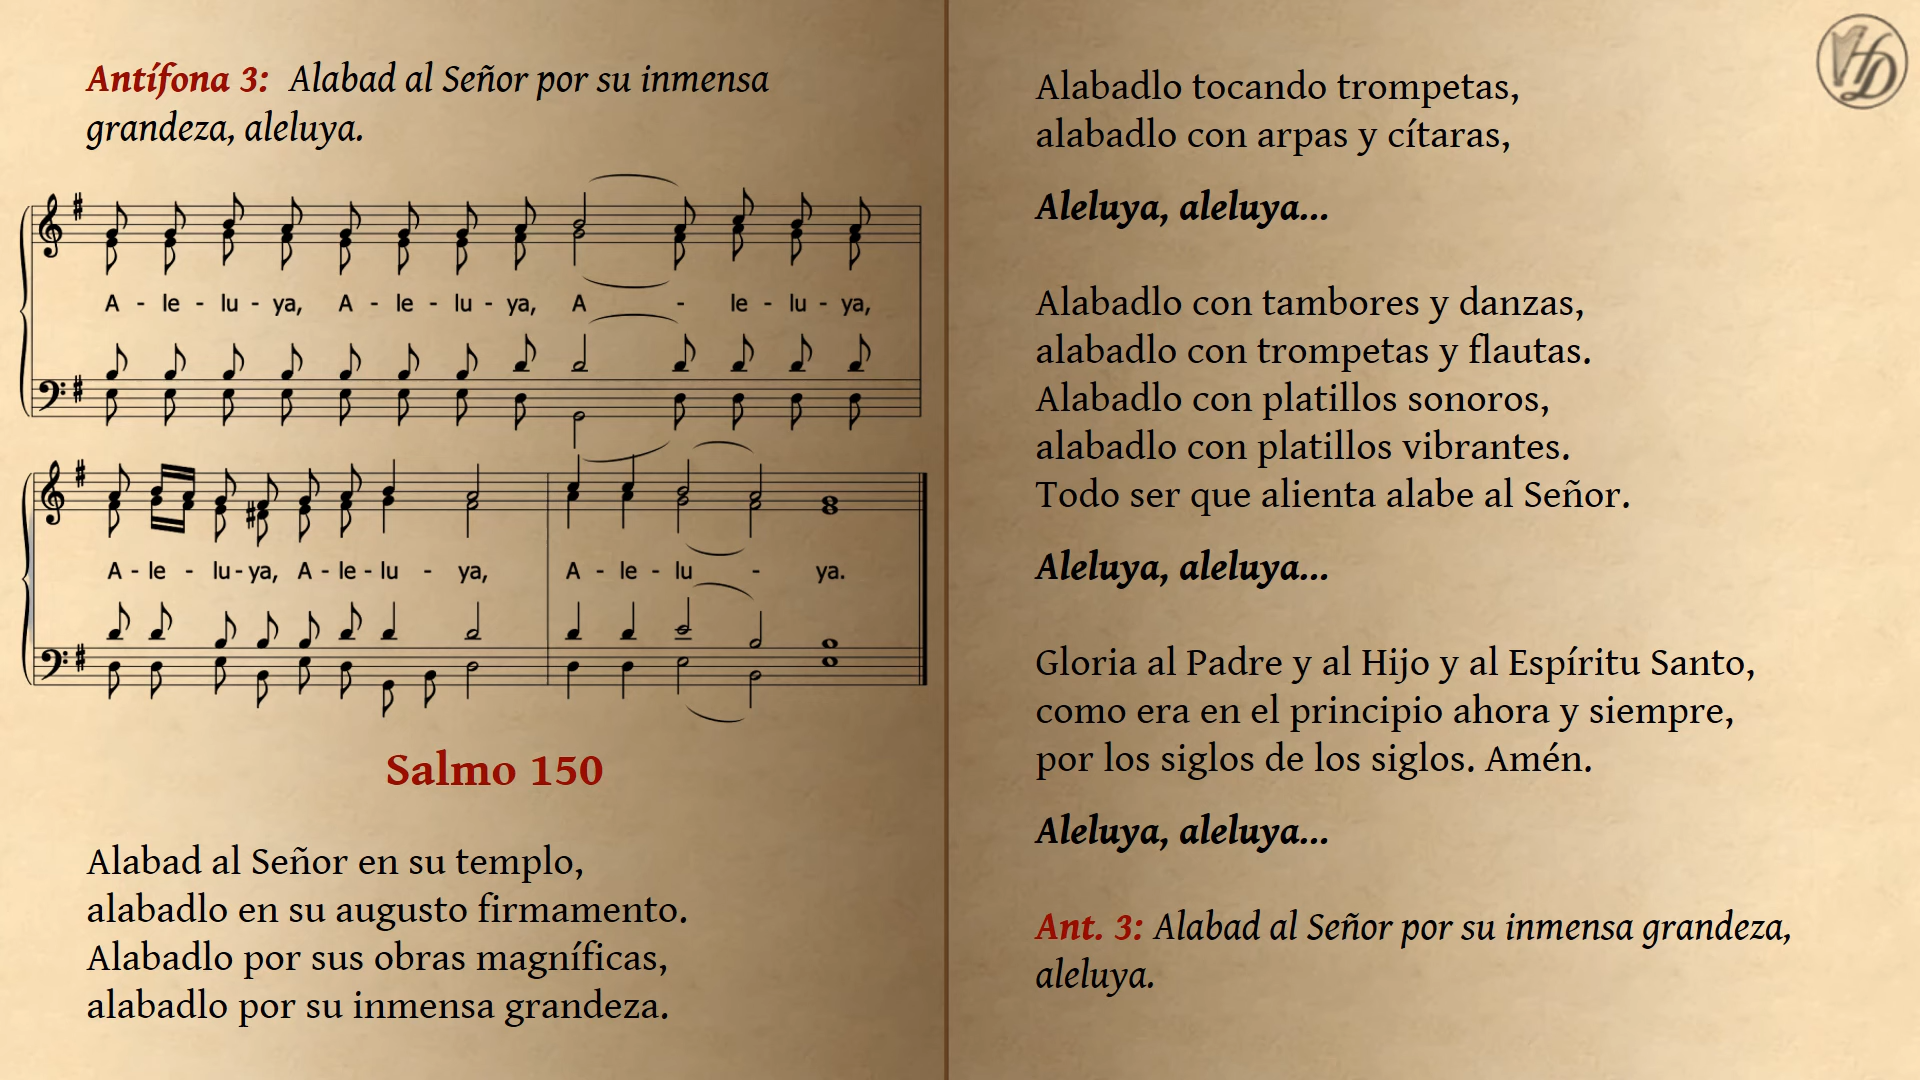 Antífona 3: Alabad al Señor por su inmensa
grandeza, aleluya.
A - le - lu - ya, A - le - lu - ya, A - le - lu - ya,
A - le - lu - ya, A - le - lu - ya, A - le - lu - ya.
Salmo 150
Alabad al Señor en su templo,
alabadlo en su augusto firmamento.
Alabadlo por sus obras magníficas,
alabadlo por su inmensa grandeza.
HD
Alabadlo tocando trompetas,
alabadlo con arpas y cítaras,
Aleluya, aleluya...
Alabadlo con tambores y danzas,
alabadlo con trompetas y flautas.
Alabadlo con platillos sonoros,
alabadlo con platillos vibrantes.
Todo ser que alienta alabe al Señor.
Aleluya, aleluya...
Gloria al Padre y al Hijo y al Espíritu Santo,
como era en el principio ahora y siempre,
por los siglos de los siglos. Amén.
Aleluya, aleluya...
Ant. 3: Alabad al Señor por su inmensa grandeza,
aleluya.